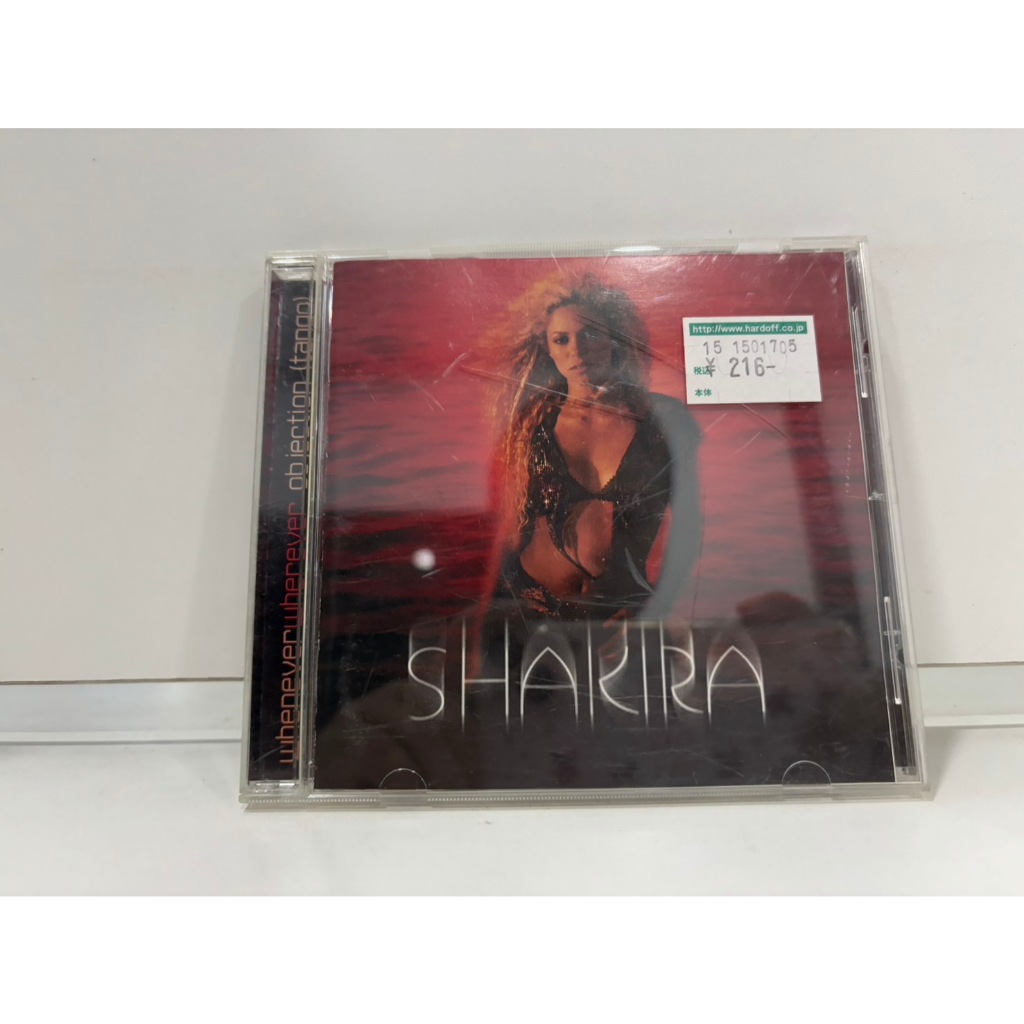 wheneverwherever objection (tango)
http://www.hardoff.co.jp
15 1501705
税込 ¥ 216-
本体
SHAKIRA